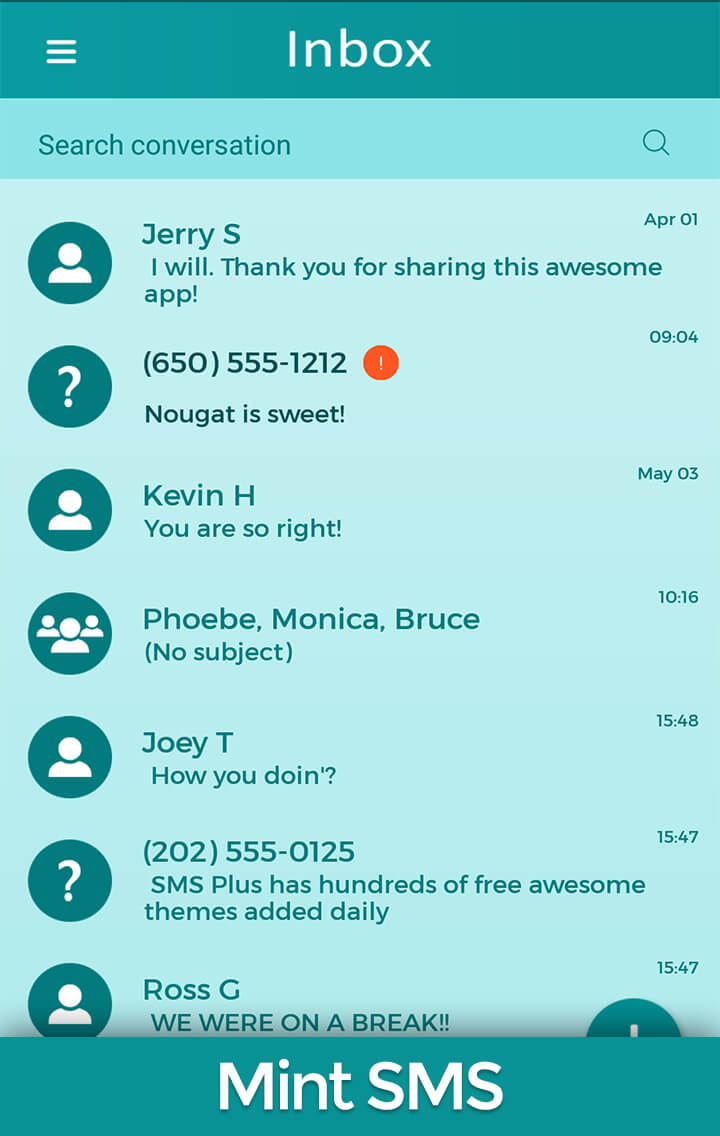 Inbox
Search conversation
Jerry S
Apr 01
I will. Thank you for sharing this awesome
app!
(650) 555-1212 !
09:04
Nougat is sweet!
Kevin H
May 03
You are so right!
Phoebe, Monica, Bruce
10:16
(No subject)
Joey T
15:48
How you doin'?
(202) 555-0125
15:47
SMS Plus has hundreds of free awesome
themes added daily
Ross G
15:47
WE WERE ON A BREAK!!
Mint SMS